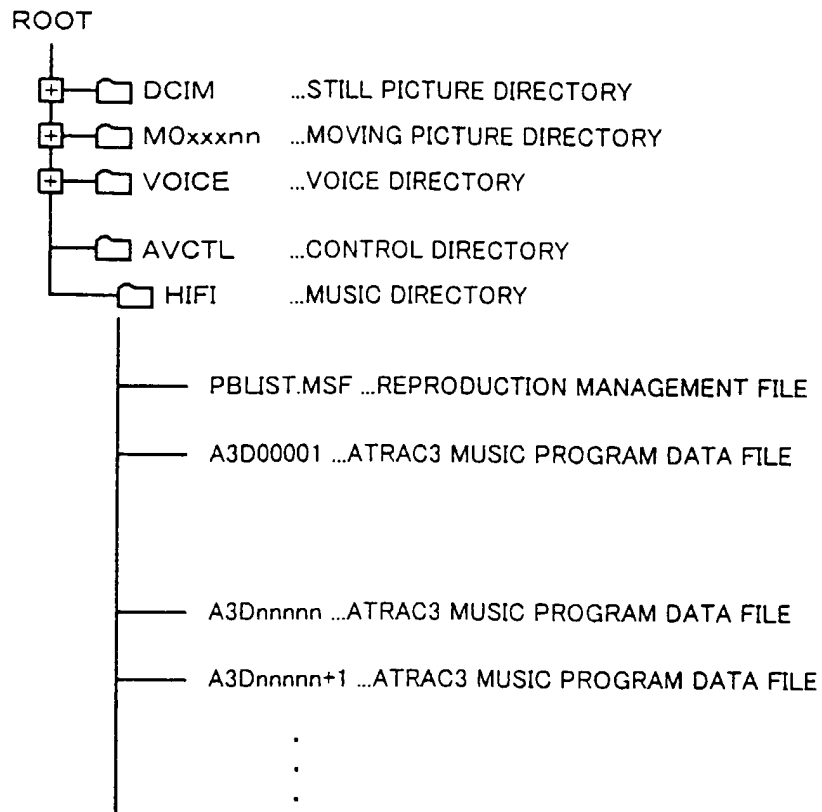 ROOT
DCIM ...STILL PICTURE DIRECTORY
MOxxxnn ...MOVING PICTURE DIRECTORY
VOICE ...VOICE DIRECTORY
AVCTL ...CONTROL DIRECTORY
HIFI ...MUSIC DIRECTORY
PBLIST.MSF ...REPRODUCTION MANAGEMENT FILE
A3D00001 ...ATRAC3 MUSIC PROGRAM DATA FILE
A3Dnnnnn ...ATRAC3 MUSIC PROGRAM DATA FILE
A3Dnnnnn+1 ...ATRAC3 MUSIC PROGRAM DATA FILE
.
.
.